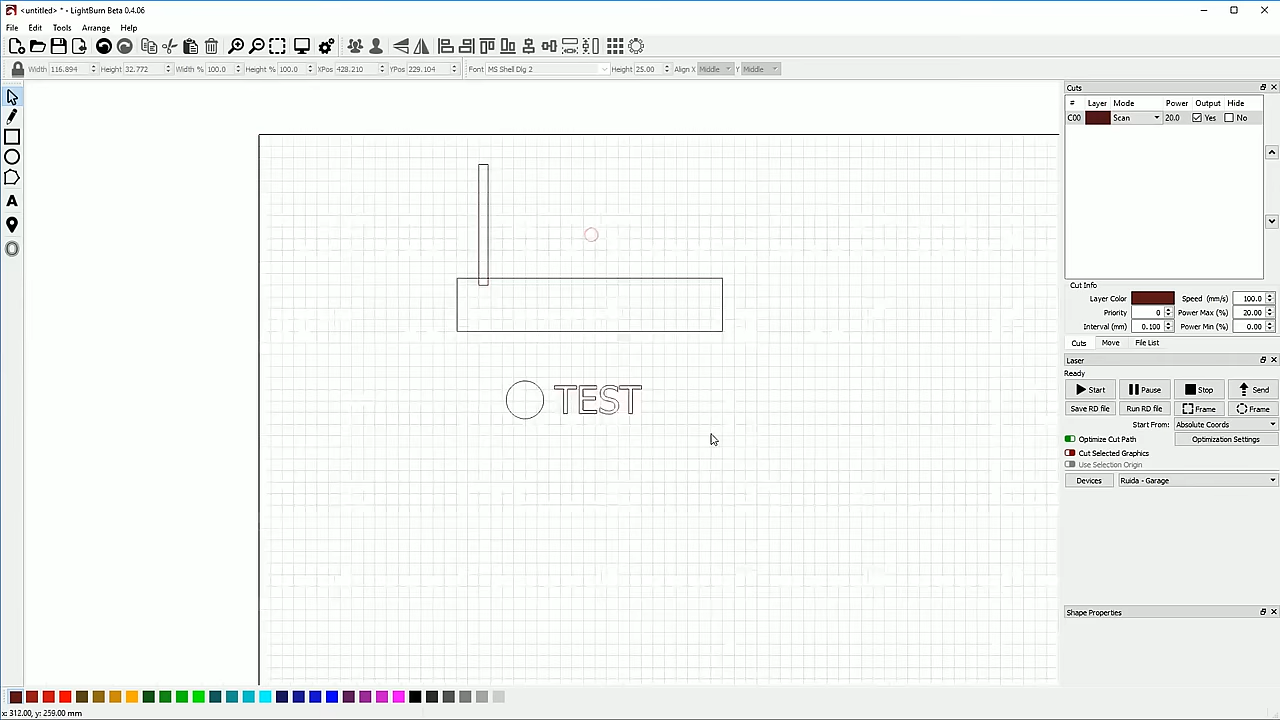 <untitled> * - LightBurn Beta 0.4.06
File Edit Tools Arrange Help
Width 116.894 Height 32.772 Width % 100.0 Height % 100.0 XPos 428.210 YPos 229.104 Font MS Shell Dlg 2 Height 25.00 Align X Middle Y Middle
Cuts
# Layer Mode Power Output Hide
C00 Scan 20.0 Yes No
TEST
Cut Info
Layer Color Speed (mm/s) 100.0
Priority 0 Power Max (%) 20.00
Interval (mm) 0.100 Power Min (%) 0.00
Cuts Move File List
Laser
Ready
Start Pause Stop Send
Save RD file Run RD file Frame Frame
Start From: Absolute Coords
Optimize Cut Path Optimization Settings
Cut Selected Graphics
Use Selection Origin
Devices Ruida - Garage
Shape Properties
x: 312.00, y: 259.00 mm